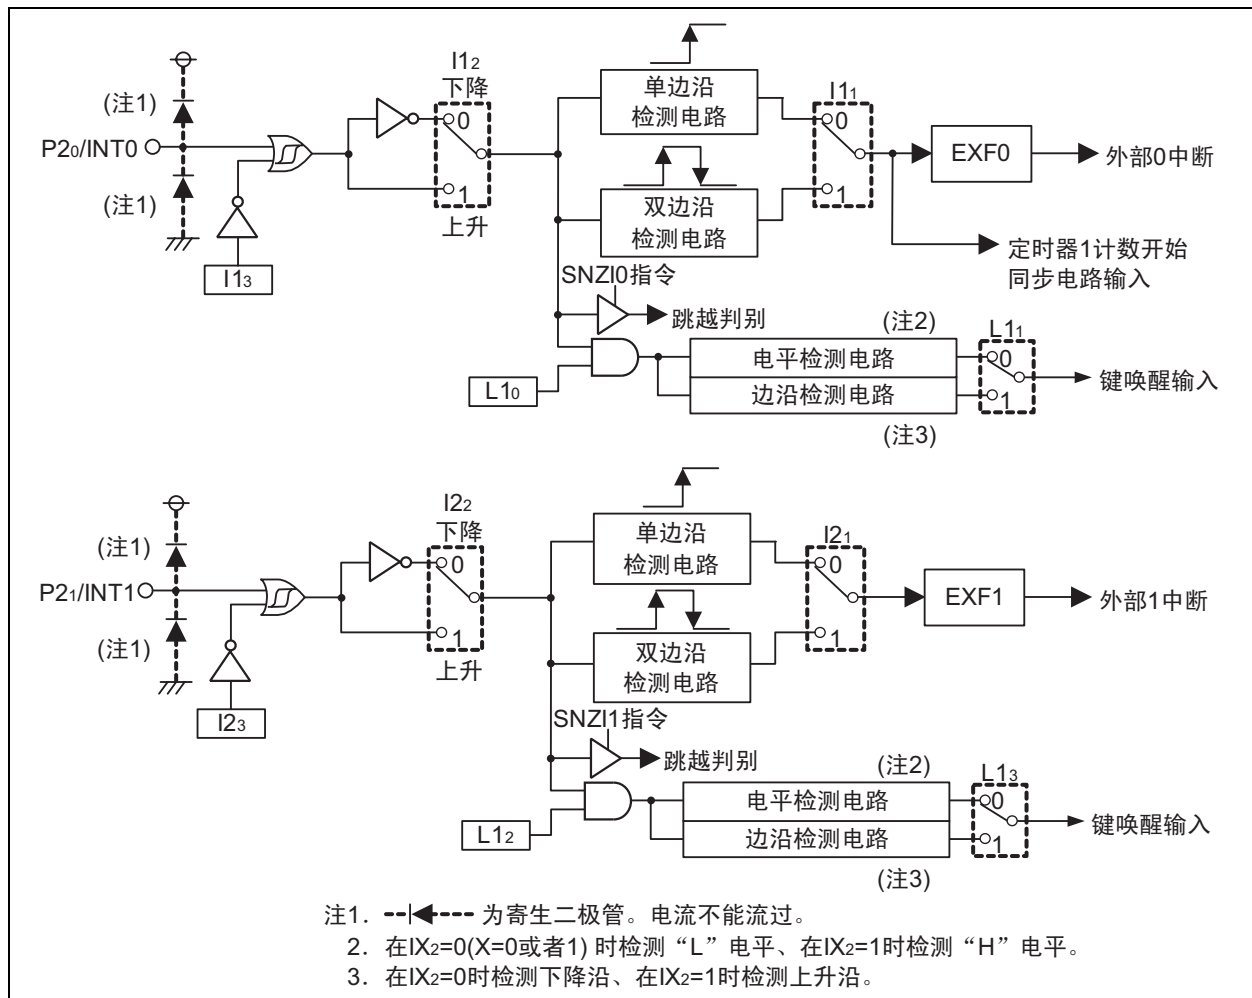 I1₂
下降
(注1)
0
单边沿
检测电路
I1₁
0
P2₀/INT0
EXF0
外部0中断
(注1)
1
上升
双边沿
检测电路
1
定时器1计数开始
同步电路输入
I1₃
SNZI0指令
跳越判别
(注2)
L1₁
电平检测电路
0
键唤醒输入
L1₀
边沿检测电路
1
(注3)
I2₂
下降
(注1)
0
单边沿
检测电路
I2₁
0
P2₁/INT1
EXF1
外部1中断
(注1)
1
上升
双边沿
检测电路
1
I2₃
SNZI1指令
跳越判别
(注2)
L1₃
电平检测电路
0
键唤醒输入
L1₂
边沿检测电路
1
(注3)
注1. 为寄生二极管。电流不能流过。
2. 在IX₂=0(X=0或者1) 时检测“L” 电平、在IX₂=1时检测“H” 电平。
3. 在IX₂=0时检测下降沿、在IX₂=1时检测上升沿。